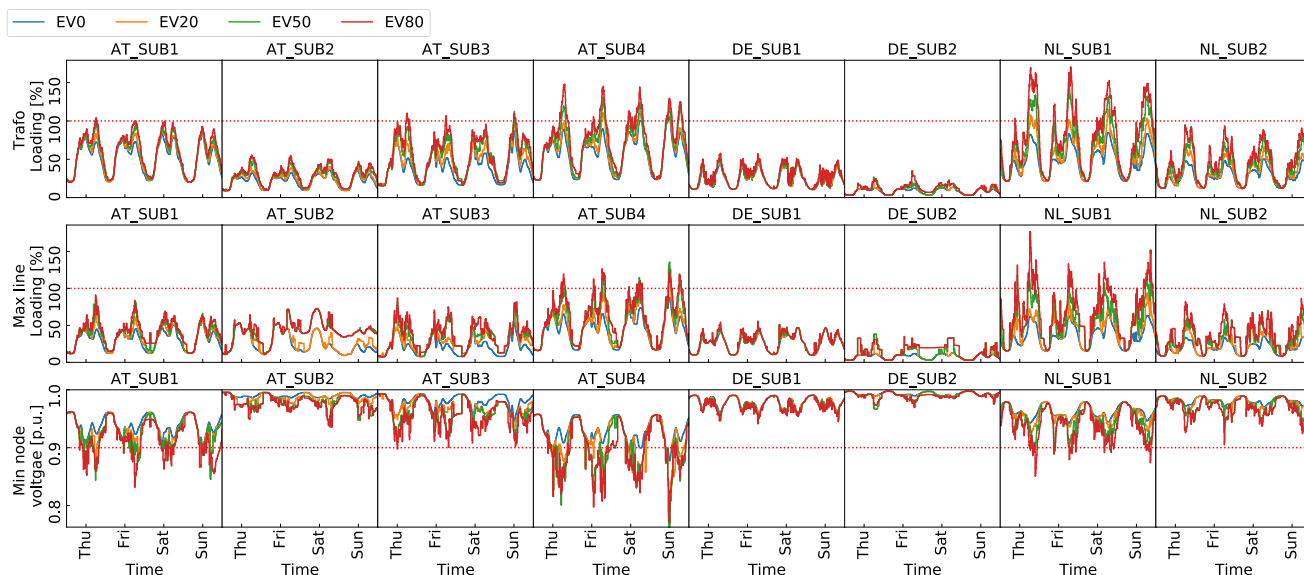 EV0 EV20 EV50 EV80
AT_SUB1 AT_SUB2 AT_SUB3 AT_SUB4 DE_SUB1 DE_SUB2 NL_SUB1 NL_SUB2
Trafo
Loading [%]
150
100
50
0
AT_SUB1 AT_SUB2 AT_SUB3 AT_SUB4 DE_SUB1 DE_SUB2 NL_SUB1 NL_SUB2
Max line
Loading [%]
150
100
50
0
AT_SUB1 AT_SUB2 AT_SUB3 AT_SUB4 DE_SUB1 DE_SUB2 NL_SUB1 NL_SUB2
Min node
voltgae [p.u.]
1.0
0.9
0.8
Thu Fri Sat Sun Thu Fri Sat Sun Thu Fri Sat Sun Thu Fri Sat Sun Thu Fri Sat Sun Thu Fri Sat Sun Thu Fri Sat Sun Thu Fri Sat Sun
Time Time Time Time Time Time Time Time